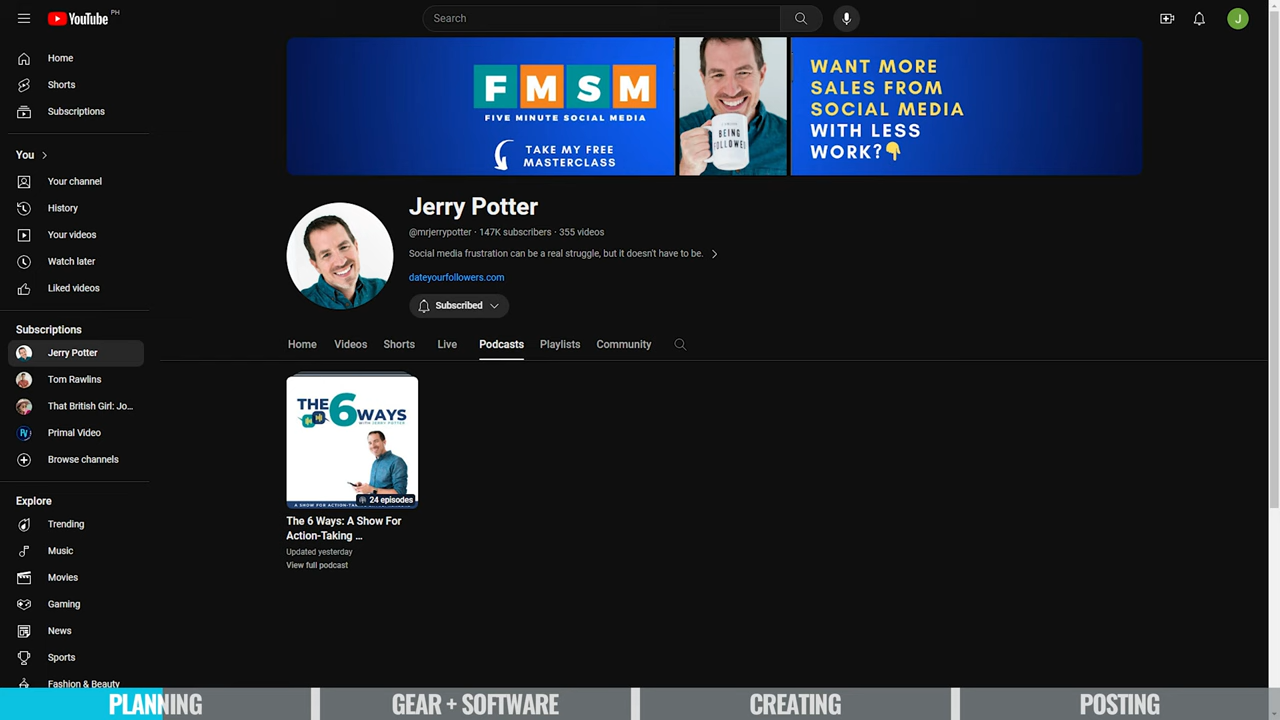 YouTube PH
Search
J
Home
Shorts
Subscriptions
You
Your channel
History
Your videos
Watch later
Liked videos
Subscriptions
Jerry Potter
Tom Rawlins
That British Girl: Jo...
Primal Video
Browse channels
Explore
Trending
Music
Movies
Gaming
News
Sports
Fashion & Beauty
FMSM
FIVE MINUTE SOCIAL MEDIA
TAKE MY FREE
MASTERCLASS
BEING
FOLLOWED
WANT MORE
SALES FROM
SOCIAL MEDIA
WITH LESS
WORK?👇
Jerry Potter
@mrjerrypotter · 147K subscribers · 355 videos
Social media frustration can be a real struggle, but it doesn't have to be.
dateyourfollowers.com
Subscribed
Home Videos Shorts Live Podcasts Playlists Community
THE 6 WAYS
WITH JERRY POTTER
24 episodes
The 6 Ways: A Show For
Action-Taking ...
Updated yesterday
View full podcast
PLANNING GEAR + SOFTWARE CREATING POSTING